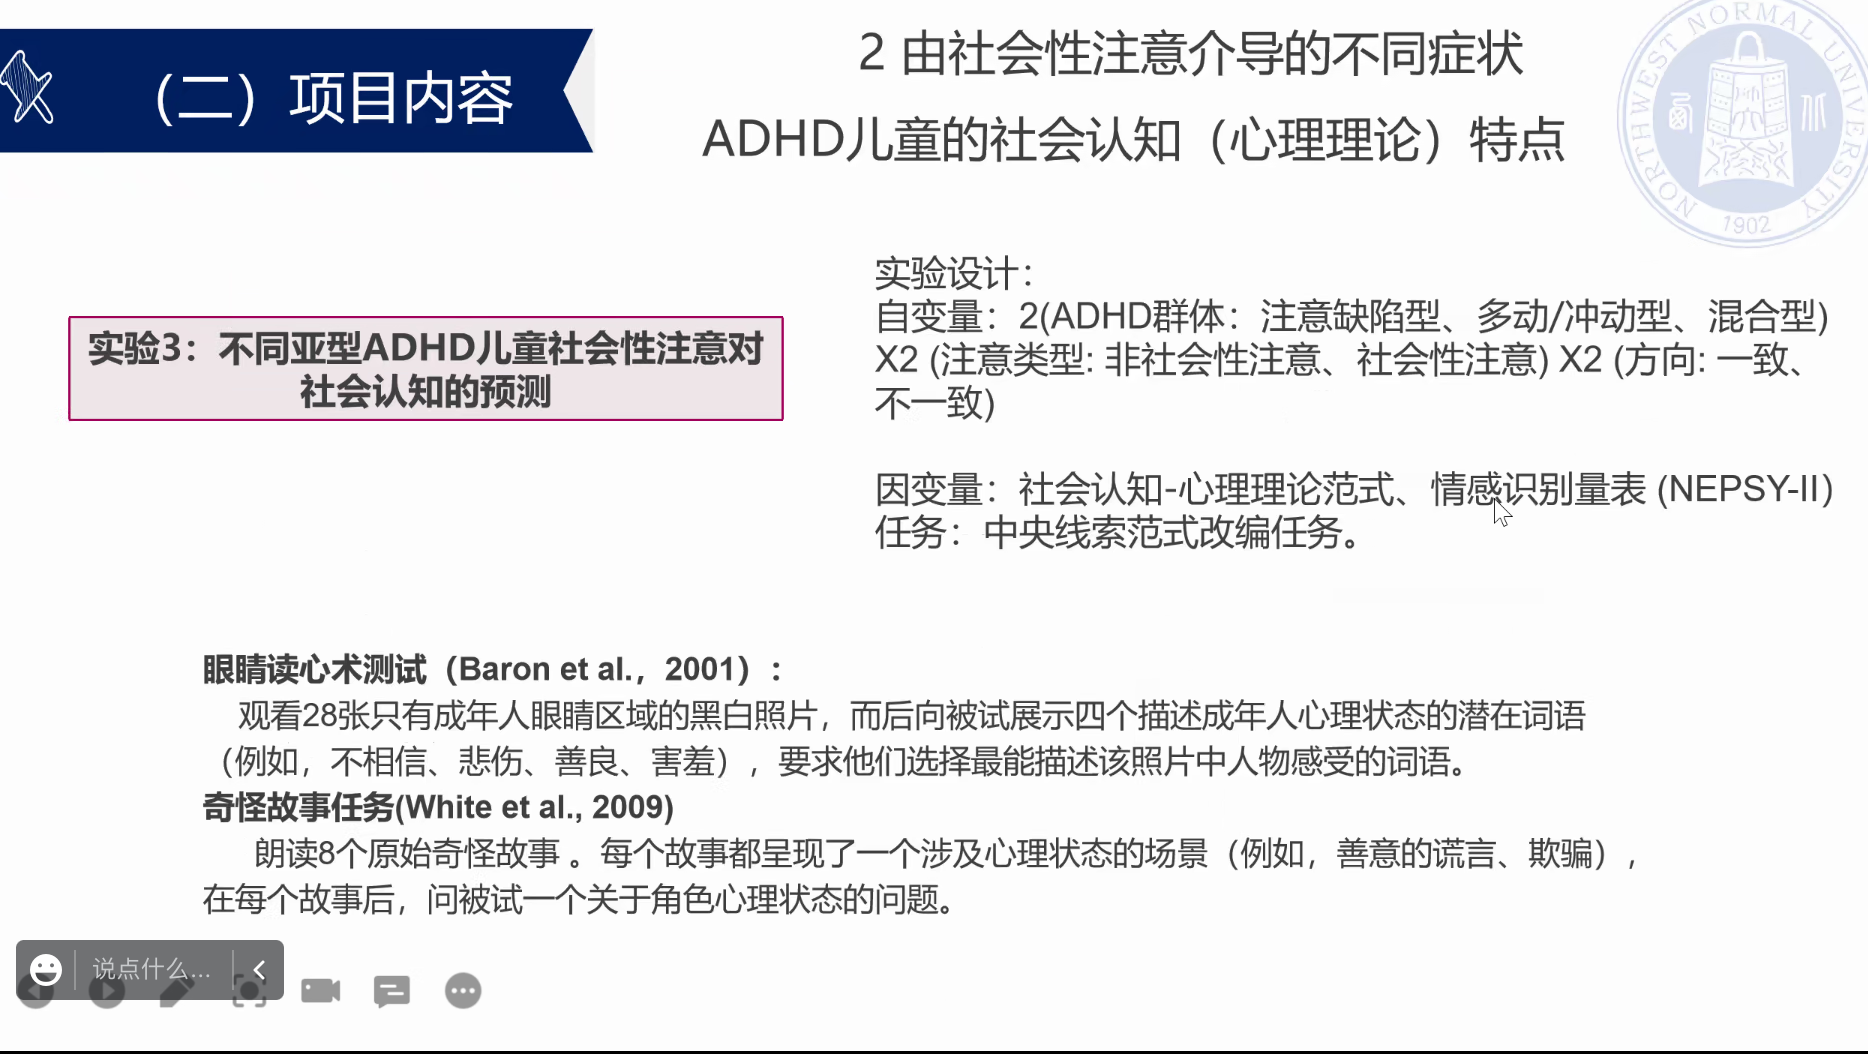 （二）项目内容
2 由社会性注意介导的不同症状
ADHD儿童的社会认知（心理理论）特点
NORTHWEST NORMAL UNIVERSITY
1902
实验3：不同亚型ADHD儿童社会性注意对
社会认知的预测
实验设计：
自变量：2(ADHD群体：注意缺陷型、多动/冲动型、混合型)
X2 (注意类型: 非社会性注意、社会性注意) X2 (方向: 一致、
不一致)
因变量：社会认知-心理理论范式、情感识别量表 (NEPSY-II)
任务：中央线索范式改编任务。
眼睛读心术测试（Baron et al.，2001）：
观看28张只有成年人眼睛区域的黑白照片，而后向被试展示四个描述成年人心理状态的潜在词语
（例如，不相信、悲伤、善良、害羞），要求他们选择最能描述该照片中人物感受的词语。
奇怪故事任务(White et al., 2009)
朗读8个原始奇怪故事 。每个故事都呈现了一个涉及心理状态的场景（例如，善意的谎言、欺骗），
在每个故事后，问被试一个关于角色心理状态的问题。
说点什么...